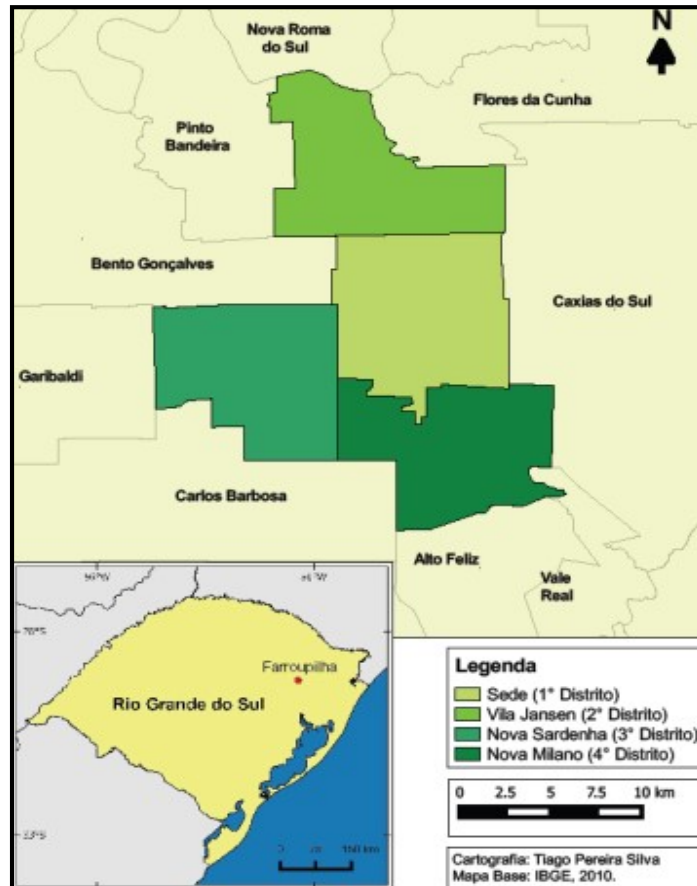 N
Nova Roma
do Sul
Flores da Cunha
Pinto
Bandeira
Bento Gonçalves
Caxias do Sul
Garibaldi
Carlos Barbosa
Alto Feliz
Vale
Real
Farroupilha
Rio Grande do Sul
Legenda
Sede (1° Distrito)
Vila Jansen (2° Distrito)
Nova Sardenha (3° Distrito)
Nova Milano (4° Distrito)
0 2.5 5 7.5 10 km
Cartografia: Tiago Pereira Silva
Mapa Base: IBGE, 2010.